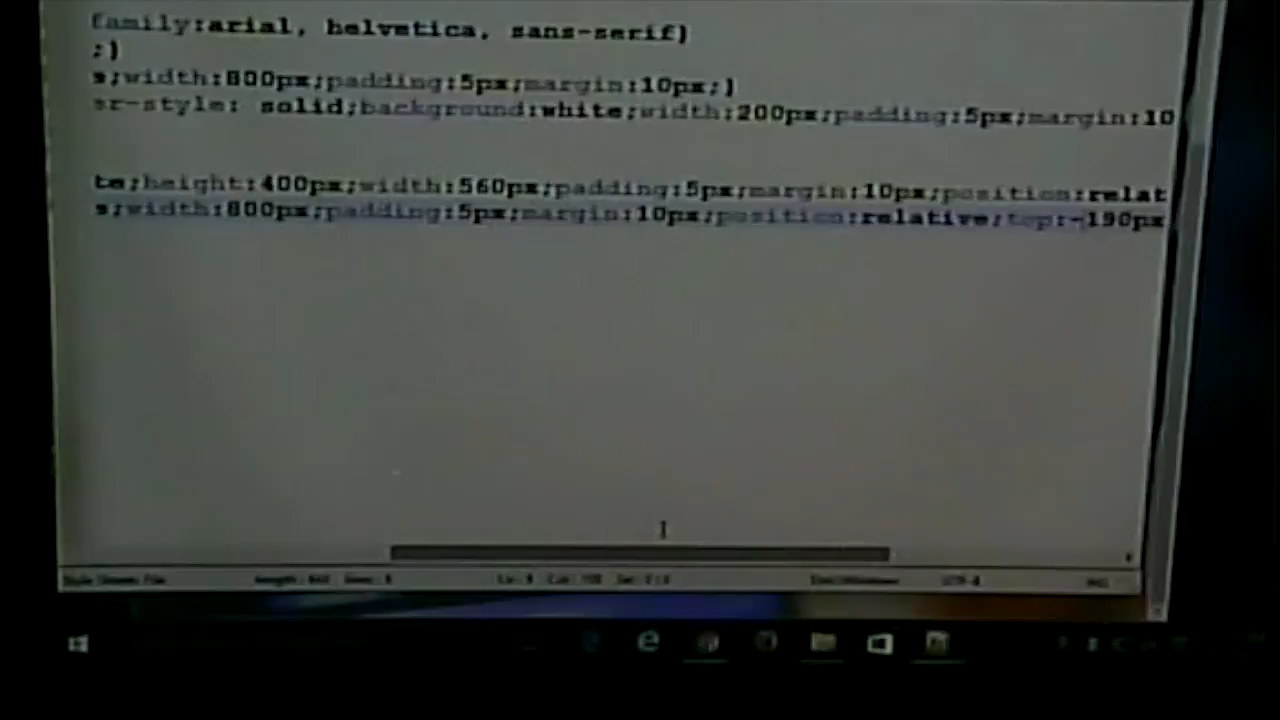 family:arial, helvetica, sans-serif}
;}
s;width:800px;padding:5px;margin:10px;}
er-style: solid;background:white;width:200px;padding:5px;margin:10
te;height:400px;width:560px;padding:5px;margin:10px;position:relat
s;width:800px;padding:5px;margin:10px;position:relative;top:-190px